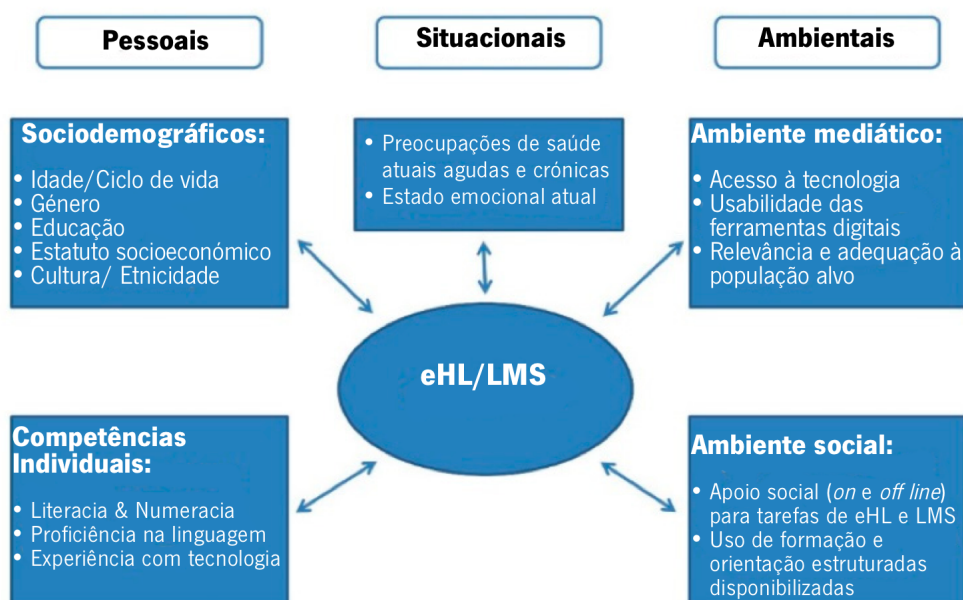 Pessoais
Situacionais
Ambientais
Sociodemográficos:
• Idade/Ciclo de vida
• Género
• Educação
• Estatuto socioeconómico
• Cultura/ Etnicidade
• Preocupações de saúde
atuais agudas e crónicas
• Estado emocional atual
Ambiente mediático:
• Acesso à tecnologia
• Usabilidade das
ferramentas digitais
• Relevância e adequação à
população alvo
eHL/LMS
Competências
Individuais:
• Literacia & Numeracia
• Proficiência na linguagem
• Experiência com tecnologia
Ambiente social:
• Apoio social (on e off line)
para tarefas de eHL e LMS
• Uso de formação e
orientação estruturadas
disponibilizadas